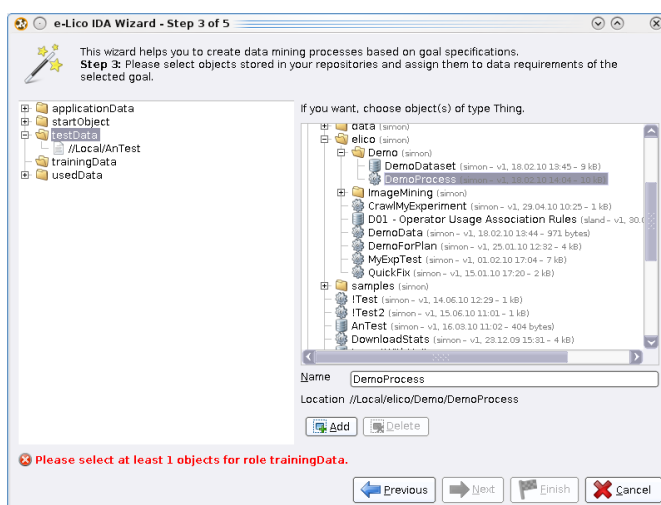 e-Lico IDA Wizard - Step 3 of 5
This wizard helps you to create data mining processes based on goal specifications.
Step 3: Please select objects stored in your repositories and assign them to data requirements of the
selected goal.
applicationData
startObject
testData
//Local/AnTest
trainingData
usedData
If you want, choose object(s) of type Thing.
data (simon)
elico (simon)
Demo (simon)
DemoDataset (simon - v1, 18.02.10 13:45 - 9 kB)
DemoProcess (simon - v1, 18.02.10 14:04 - 10 kB)
ImageMining (simon)
CrawlMyExperiment (simon - v1, 29.04.10 10:25 - 1 kB)
D01 - Operator Usage Association Rules (sland - v1, 30.
DemoData (simon - v1, 18.02.10 13:44 - 971 bytes)
DemoForPlan (simon - v1, 25.01.10 12:32 - 4 kB)
MyExpTest (simon - v1, 01.02.10 17:04 - 7 kB)
QuickFix (simon - v1, 15.01.10 17:20 - 2 kB)
samples (simon)
!Test (simon - v1, 14.06.10 12:29 - 1 kB)
!Test2 (simon - v1, 15.06.10 11:01 - 1 kB)
AnTest (simon - v1, 16.03.10 11:02 - 404 bytes)
DownloadStats (simon - v1, 23.12.09 15:31 - 4 kB)
Name DemoProcess
Location //Local/elico/Demo/DemoProcess
Add Delete
Please select at least 1 objects for role trainingData.
Previous Next Finish Cancel